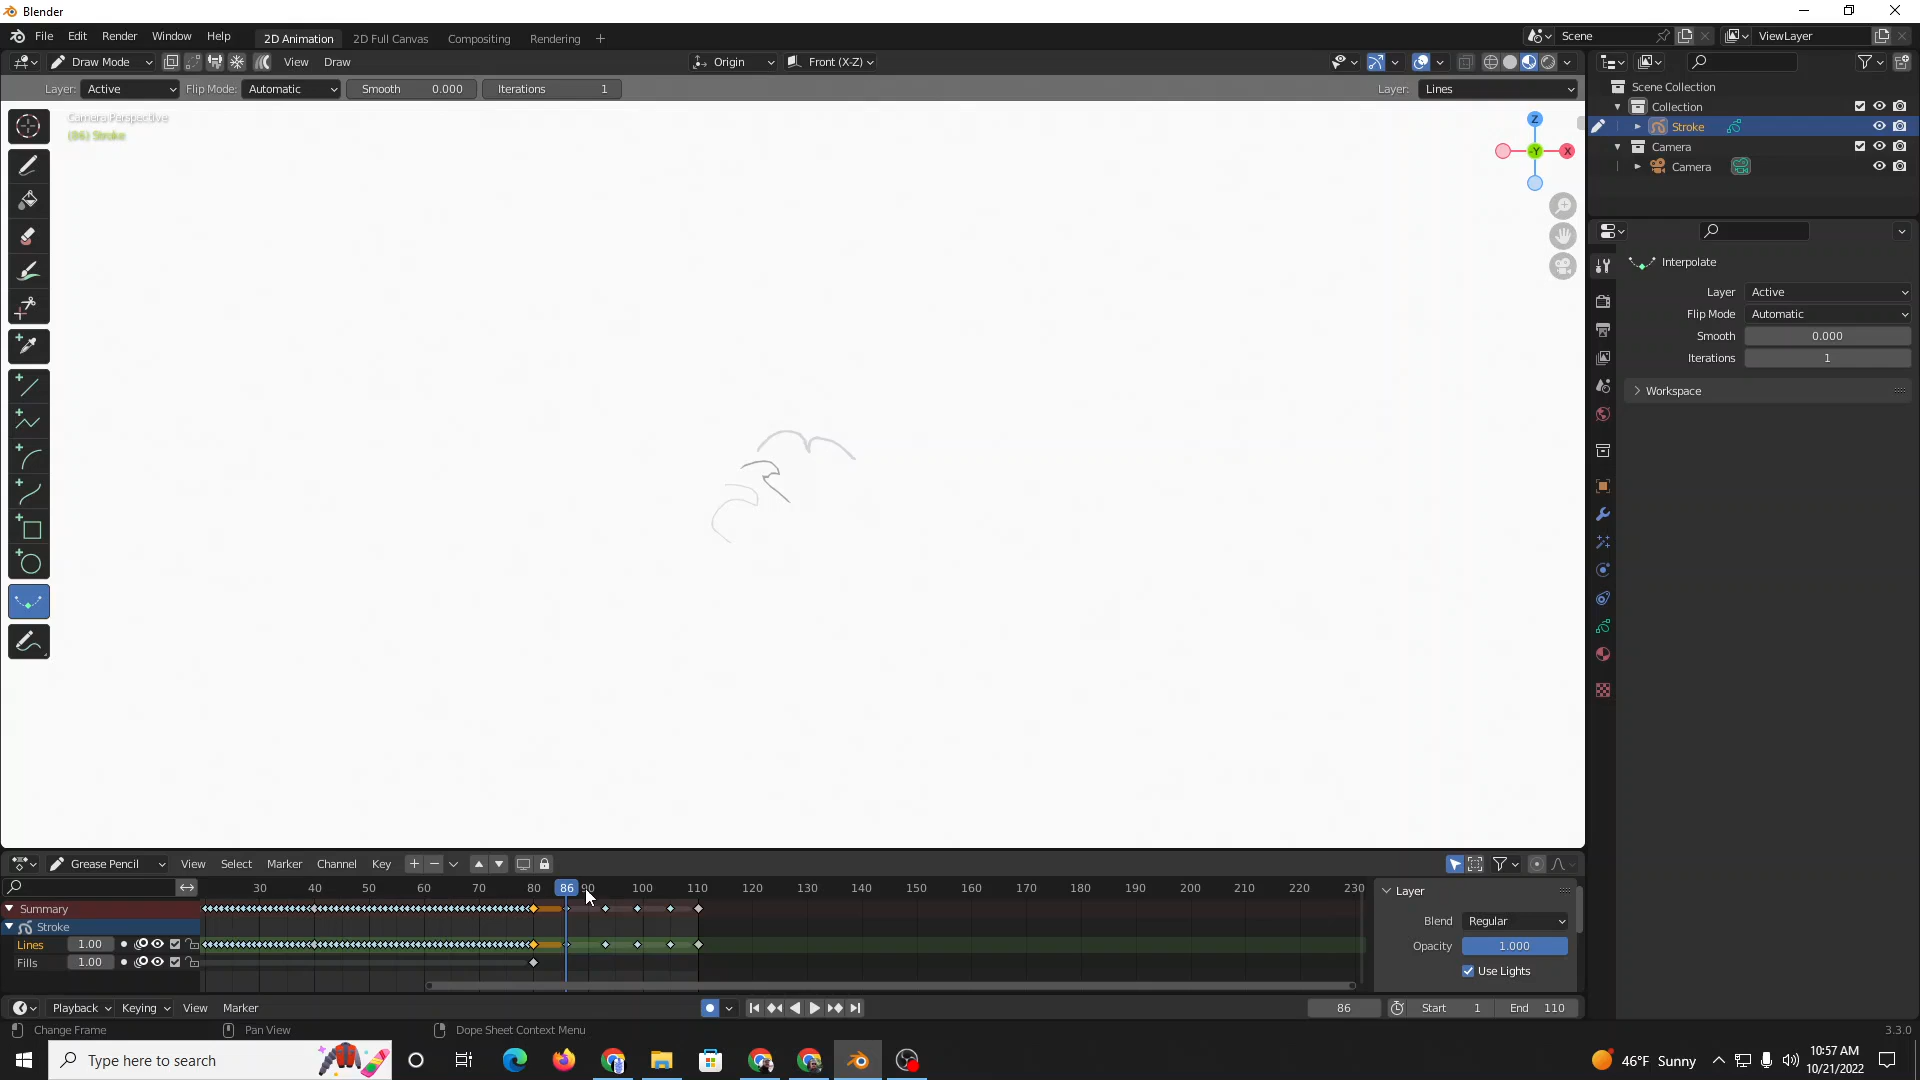 Blender
File Edit Render Window Help 2D Animation 2D Full Canvas Compositing Rendering + Scene ViewLayer
Draw Mode View Draw Origin Front (X-Z)
Layer: Active Flip Mode: Automatic Smooth 0.000 Iterations 1 Layer: Lines
Camera Perspective
(86) Stroke
Z
-Y
X
Scene Collection
Collection
Stroke
Camera
Camera
Interpolate
Layer Active
Flip Mode Automatic
Smooth 0.000
Iterations 1
Workspace
Grease Pencil View Select Marker Channel Key
30 40 50 60 70 80 86 90 100 110 120 130 140 150 160 170 180 190 200 210 220 230
Summary
Stroke
Lines 1.00
Fills 1.00
Layer
Blend Regular
Opacity 1.000
Use Lights
Playback Keying View Marker 86 Start 1 End 110
Change Frame Pan View Dope Sheet Context Menu 3.3.0
Type here to search
46°F Sunny
10:57 AM
10/21/2022